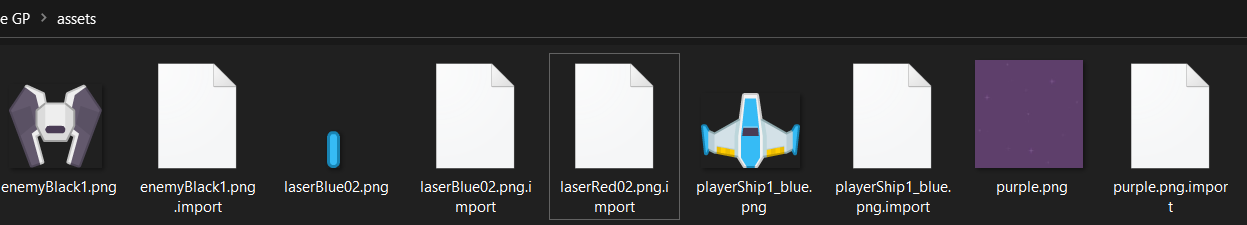 e GP > assets
enemyBlack1.png
enemyBlack1.png
.import
laserBlue02.png
laserBlue02.png.i
mport
laserRed02.png.i
mport
playerShip1_blue.
png
playerShip1_blue.
png.import
purple.png
purple.png.impor
t